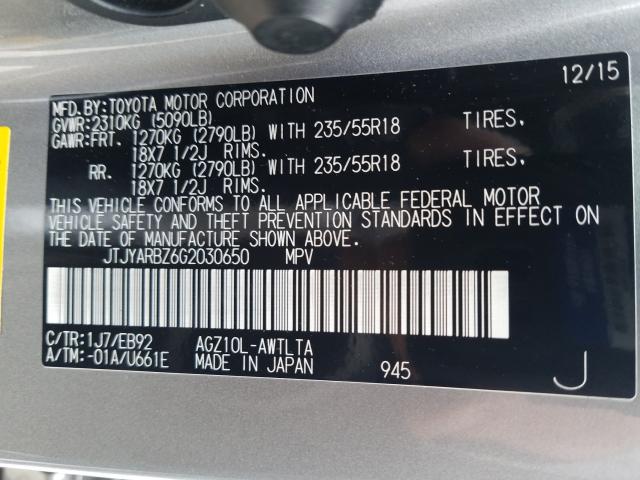 12/15
MFD.BY:TOYOTA MOTOR CORPORATION
GVWR:2310KG (5090LB)
GAWR:FRT. 1270KG (2790LB) WITH 235/55R18 TIRES.
18X7 1/2J RIMS.
RR. 1270KG (2790LB) WITH 235/55R18 TIRES.
18X7 1/2J RIMS.
THIS VEHICLE CONFORMS TO ALL APPLICABLE FEDERAL MOTOR
VEHICLE SAFETY AND THEFT PREVENTION STANDARDS IN EFFECT ON
THE DATE OF MANUFACTURE SHOWN ABOVE.
JTJYARBZ6G2030650 MPV
C/TR:1J7/EB92 AGZ10L-AWTLTA
A/TM:-01A/U661E MADE IN JAPAN 945 J